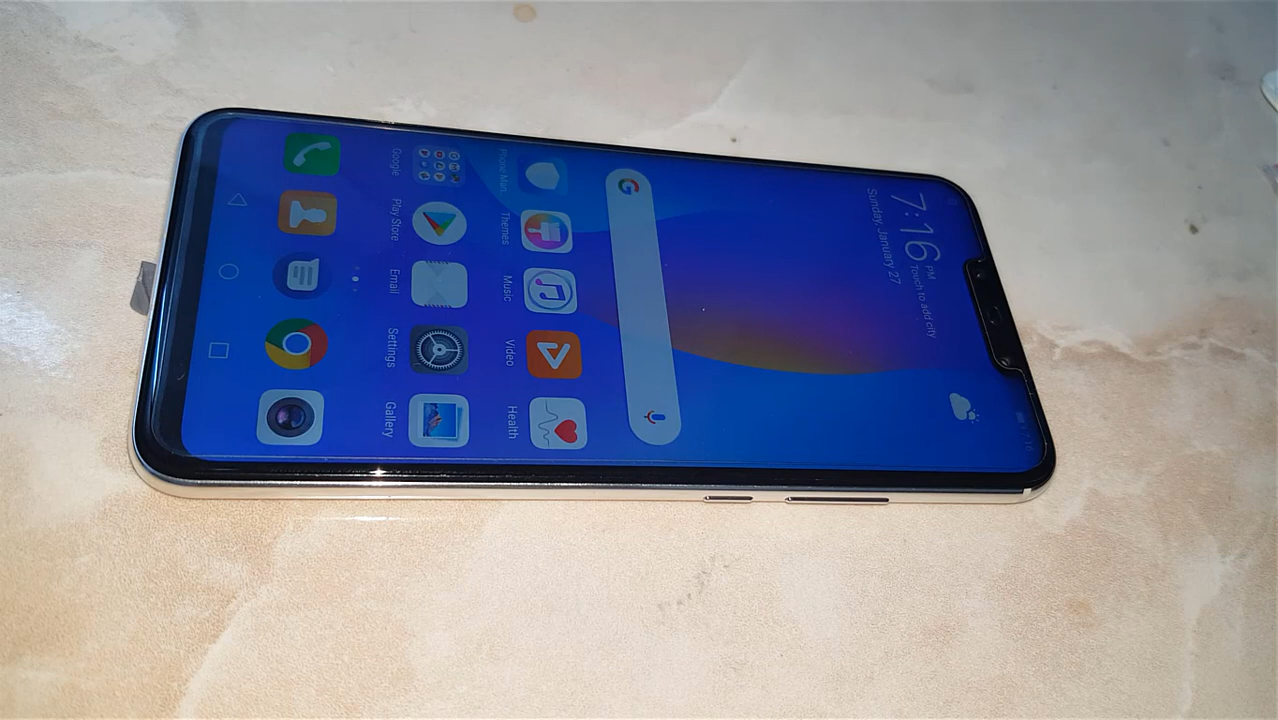 7:16 PM
Touch to add city
Sunday, January 27
Phone Man..
Themes
Music
Video
Health
Google
Play Store
Email
Settings
Gallery